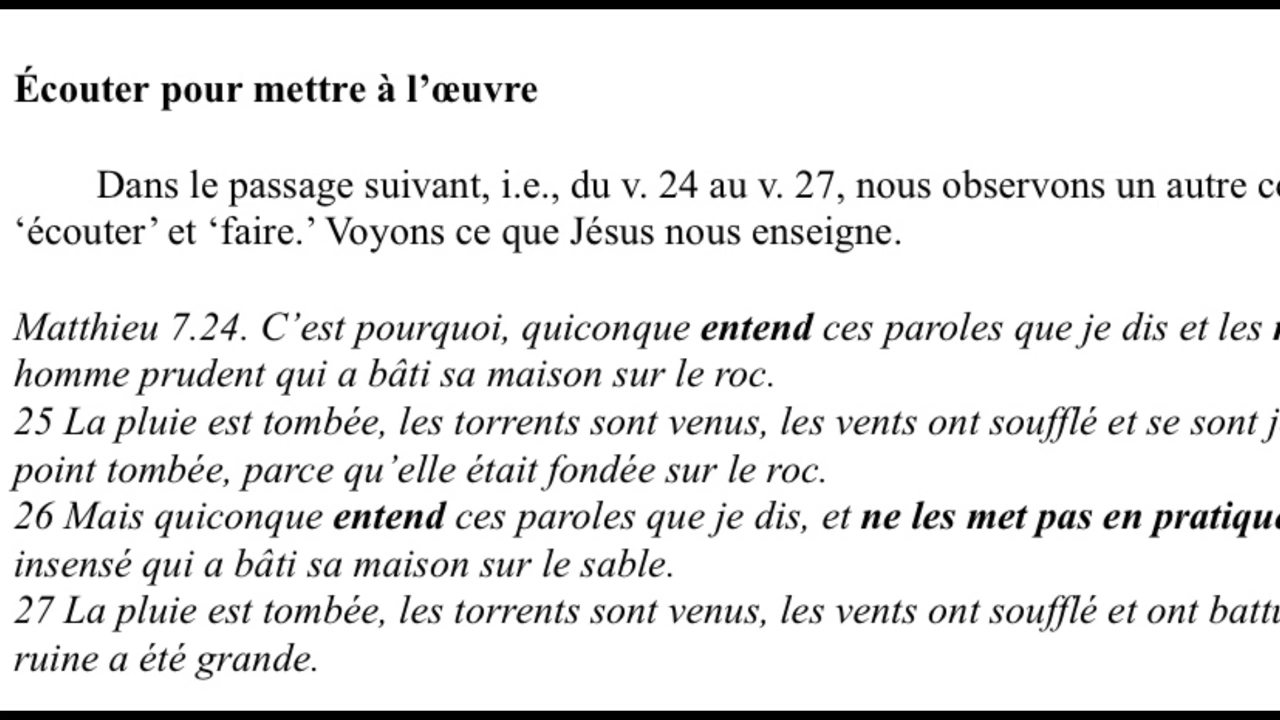 Écouter pour mettre à l’œuvre
Dans le passage suivant, i.e., du v. 24 au v. 27, nous observons un autre
‘écouter’ et ‘faire.’ Voyons ce que Jésus nous enseigne.
Matthieu 7.24. C’est pourquoi, quiconque entend ces paroles que je dis et les
homme prudent qui a bâti sa maison sur le roc.
25 La pluie est tombée, les torrents sont venus, les vents ont soufflé et se sont
point tombée, parce qu’elle était fondée sur le roc.
26 Mais quiconque entend ces paroles que je dis, et ne les met pas en pratique
insensé qui a bâti sa maison sur le sable.
27 La pluie est tombée, les torrents sont venus, les vents ont soufflé et ont battu
ruine a été grande.